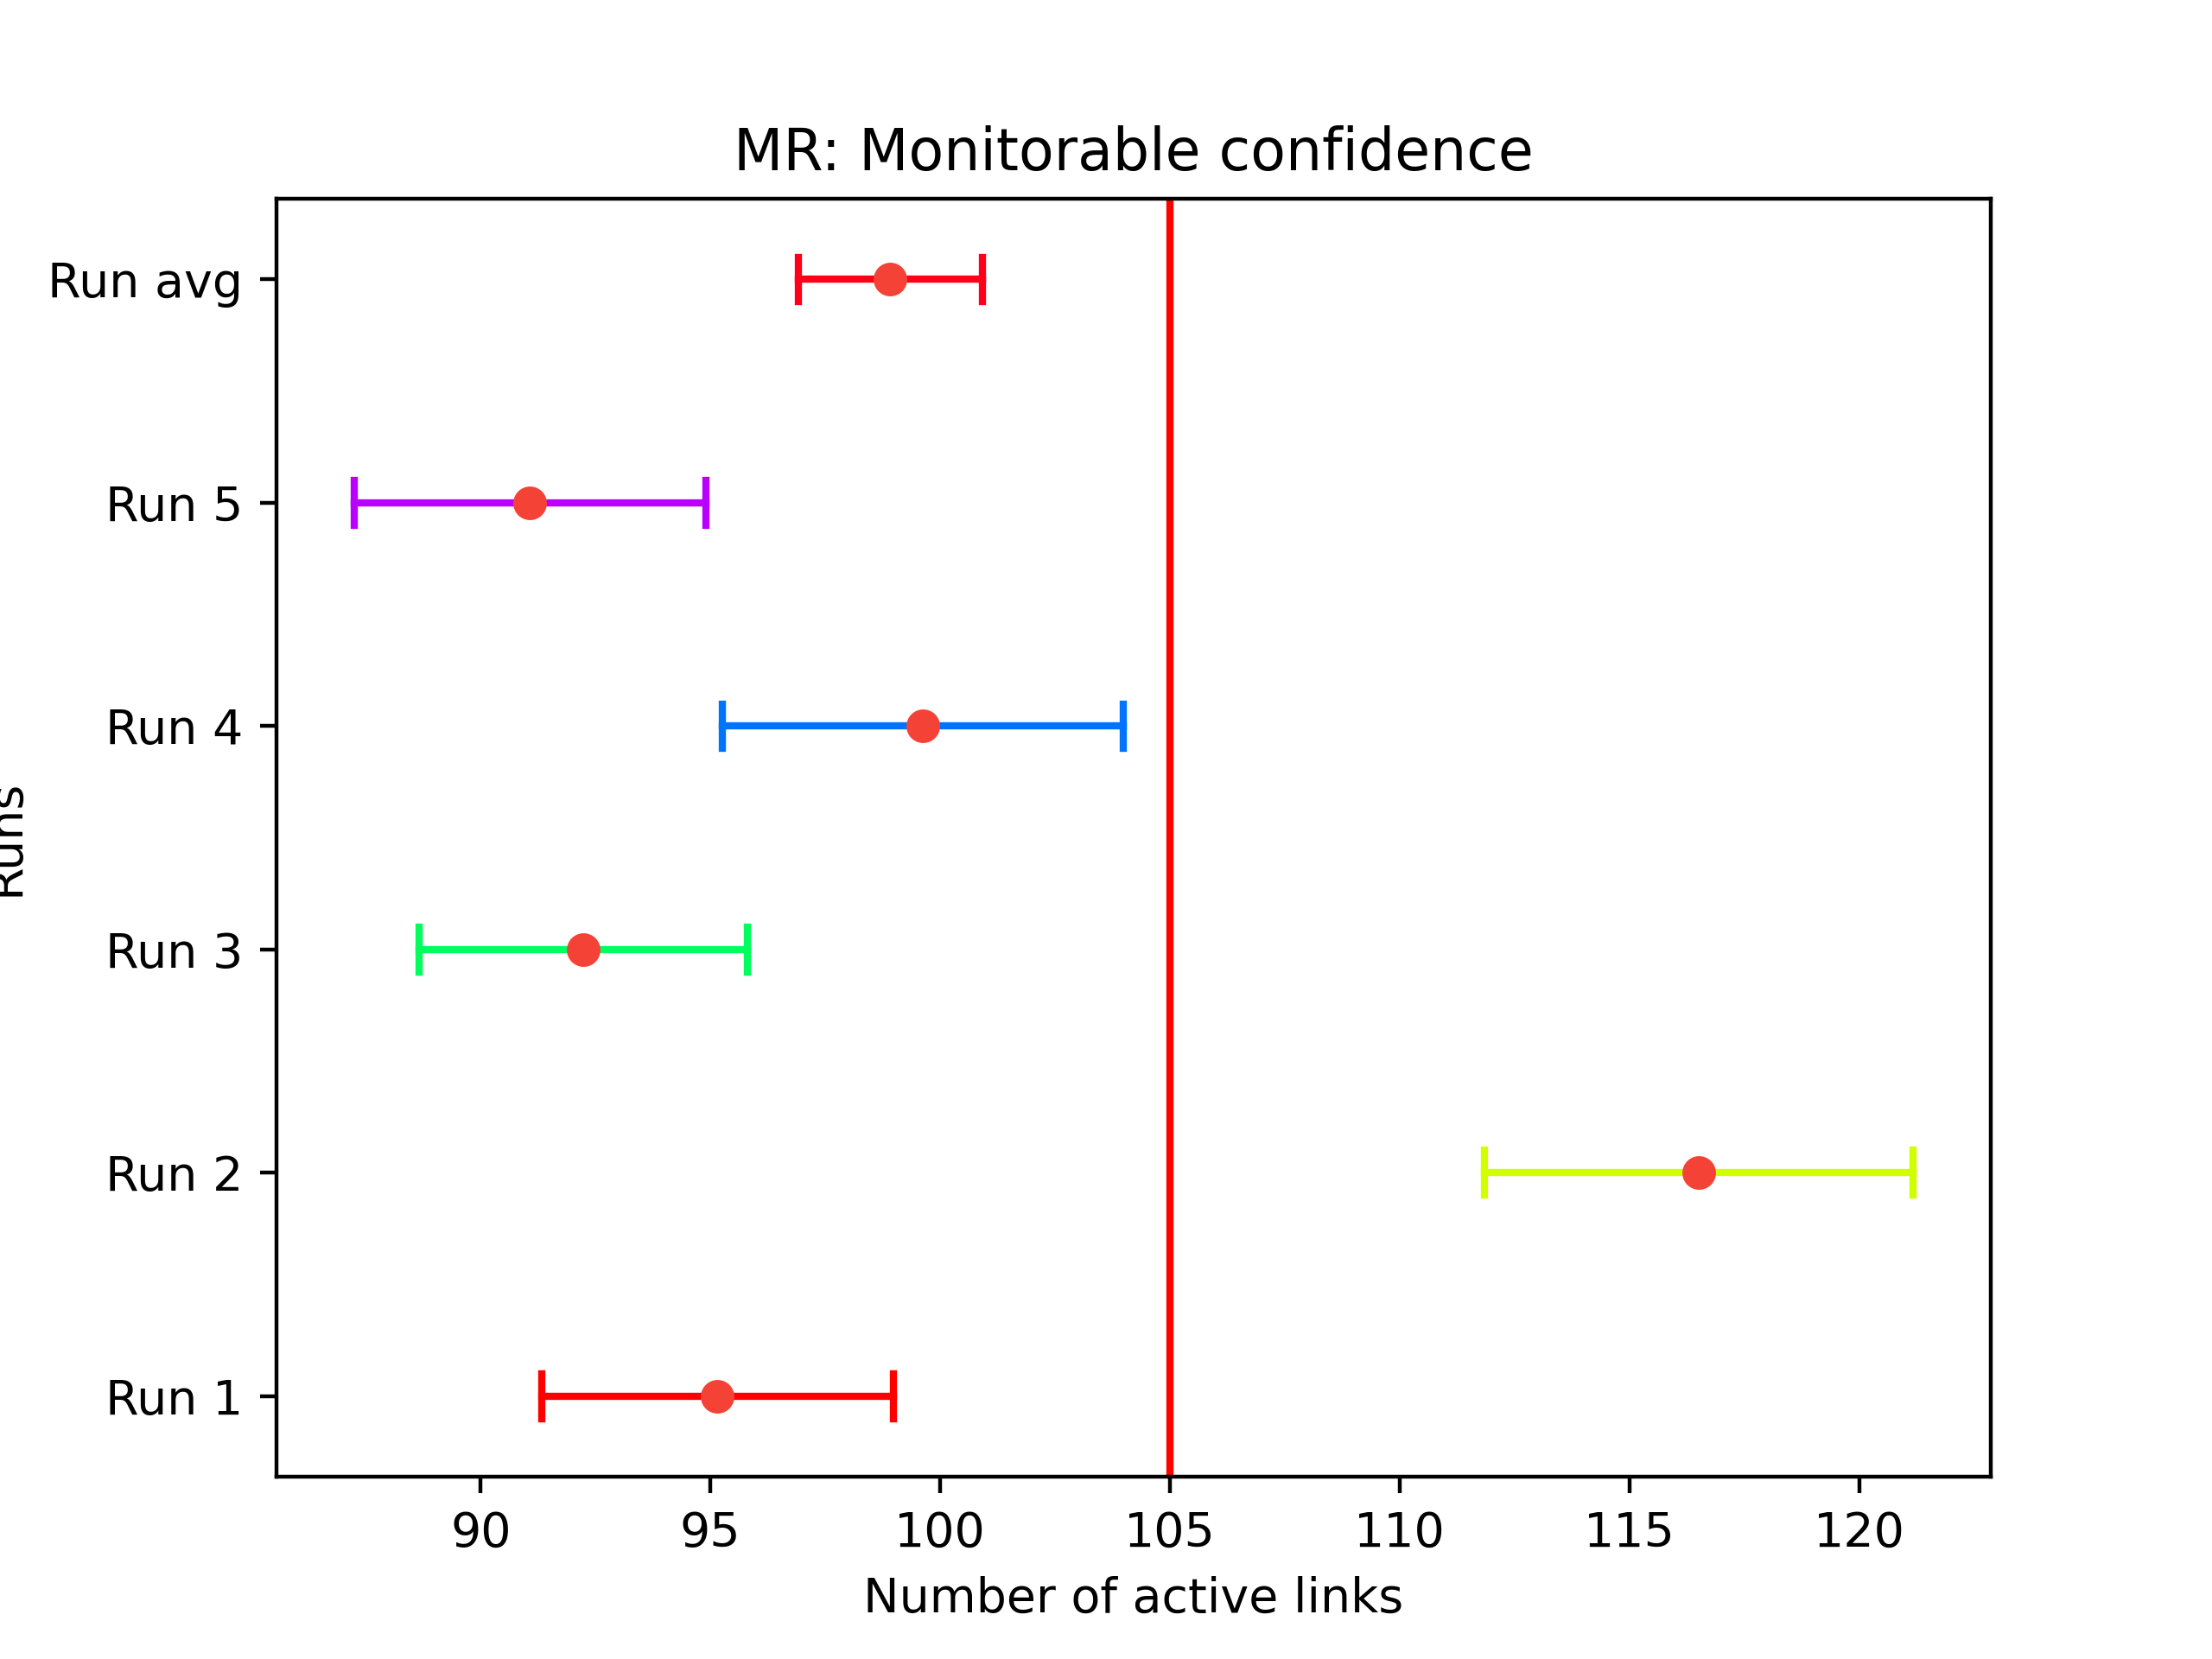 MR: Monitorable confidence
Run avg
Run 5
Run 4
Runs
Run 3
Run 2
Run 1
90 95 100 105 110 115 120
Number of active links